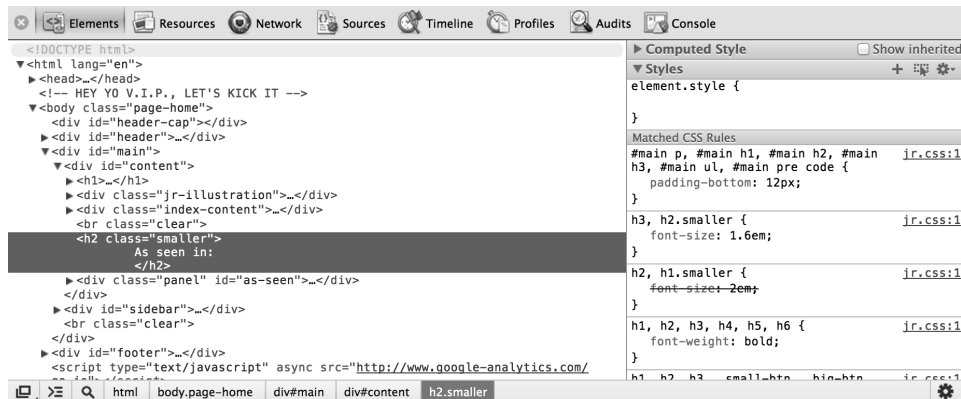 Elements Resources Network Sources Timeline Profiles Audits Console
<!DOCTYPE html>
▼<html lang="en">
▶<head>…</head>
<!-- HEY YO V.I.P., LET'S KICK IT -->
▼<body class="page-home">
<div id="header-cap"></div>
▶<div id="header">…</div>
▼<div id="main">
▼<div id="content">
▶<h1>…</h1>
▶<div class="jr-illustration">…</div>
▶<div class="index-content">…</div>
<br class="clear">
<h2 class="smaller">
As seen in:
</h2>
▶<div class="panel" id="as-seen">…</div>
</div>
▶<div id="sidebar">…</div>
<br class="clear">
</div>
▶<div id="footer">…</div>
<script type="text/javascript" async src="http://www.google-analytics.com/
▶ Computed Style Show inherited
▼ Styles
element.style {
}
Matched CSS Rules
#main p, #main h1, #main h2, #main jr.css:1
h3, #main ul, #main pre code {
padding-bottom: 12px;
}
h3, h2.smaller { jr.css:1
font-size: 1.6em;
}
h2, h1.smaller { jr.css:1
font-size: 2em;
}
h1, h2, h3, h4, h5, h6 { jr.css:1
font-weight: bold;
}
html body.page-home div#main div#content h2.smaller